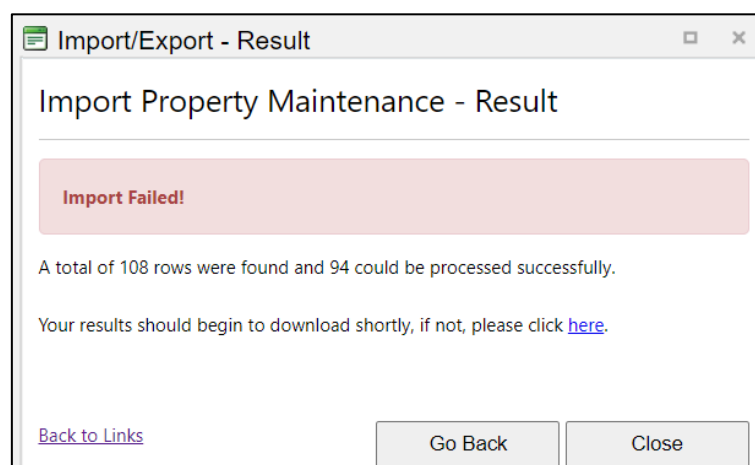 Import/Export - Result
Import Property Maintenance - Result
Import Failed!
A total of 108 rows were found and 94 could be processed successfully.
Your results should begin to download shortly, if not, please click here.
Back to Links
Go Back
Close